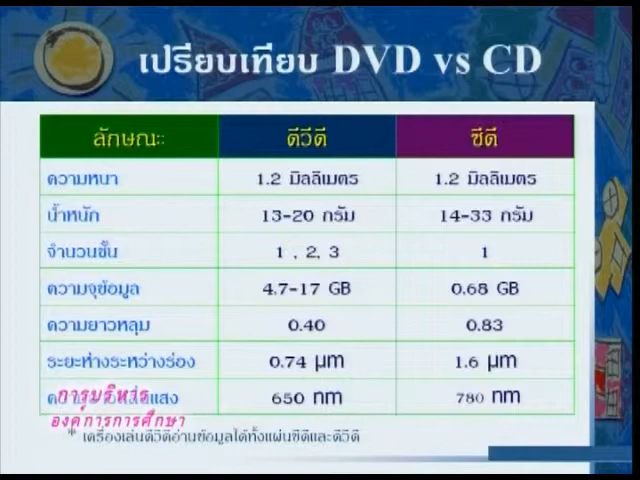 เปรียบเทียบ DVD vs CD
ลักษณะ ดีวีดี ซีดี
ความหนา 1.2 มิลลิเมตร 1.2 มิลลิเมตร
น้ำหนัก 13-20 กรัม 14-33 กรัม
จำนวนชั้น 1 , 2, 3 1
ความจุข้อมูล 4.7-17 GB 0.68 GB
ความยาวหลุม 0.40 0.83
ระยะห่างระหว่างร่อง 0.74 µm 1.6 µm
650 nm 780 nm
การบริหาร
องค์การการศึกษา
* เครื่องเล่นดีวีดีอ่านข้อมูลได้ทั้งแผ่นซีดีและดีวีดี